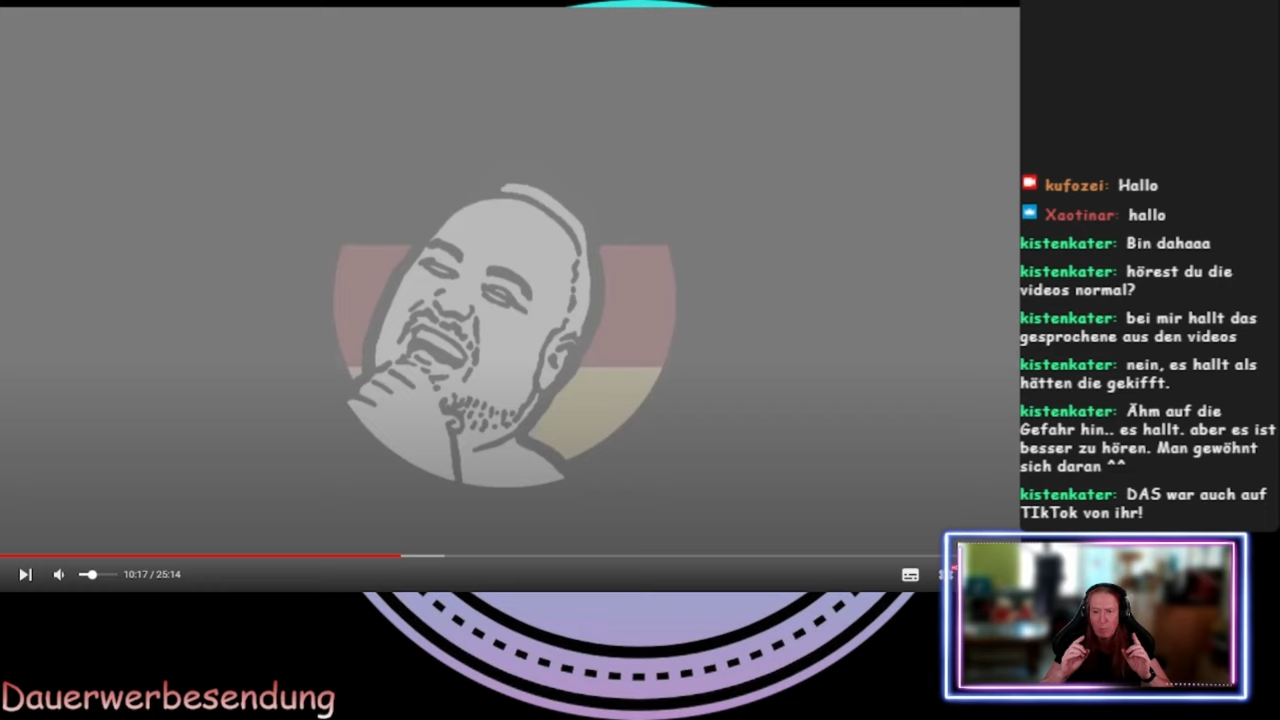 kufozei: Hallo
Xaotinar: hallo
kistenkater: Bin dahaaa
kistenkater: hörest du die
videos normal?
kistenkater: bei mir hallt das
gesprochene aus den videos
kistenkater: nein, es hallt als
hätten die gekifft.
kistenkater: Ähm auf die
Gefahr hin.. es hallt. aber es ist
besser zu hören. Man gewöhnt
sich daran ^^
kistenkater: DAS war auch auf
TIkTok von ihr!
10:17 / 25:14
Dauerwerbesendung